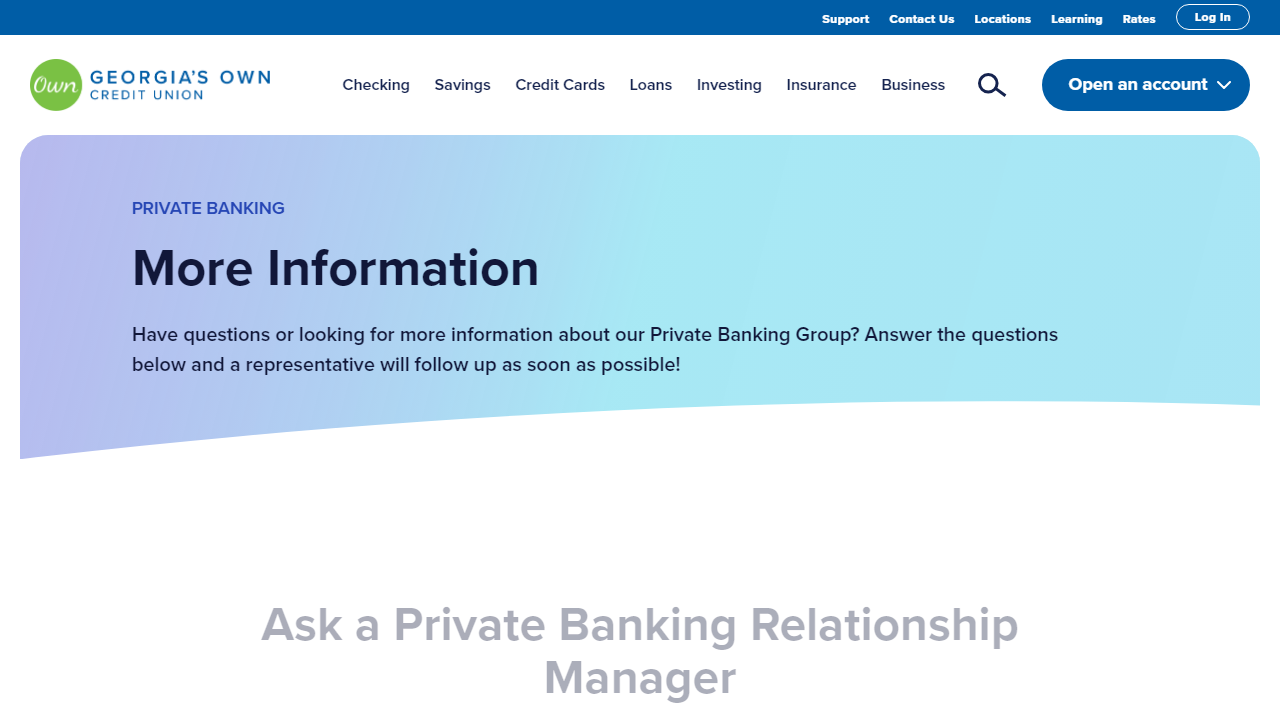 Support Contact Us Locations Learning Rates Log In
Own GEORGIA'S OWN
CREDIT UNION
Checking Savings Credit Cards Loans Investing Insurance Business Open an account
PRIVATE BANKING
More Information
Have questions or looking for more information about our Private Banking Group? Answer the questions
below and a representative will follow up as soon as possible!
Ask a Private Banking Relationship
Manager